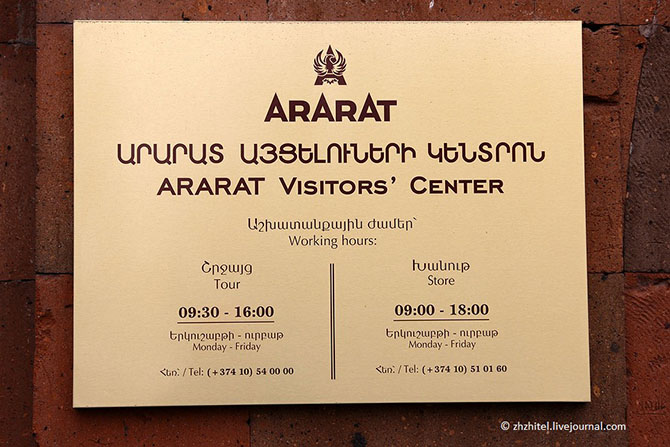 ARARAT
ԱՐԱՐԱՏ ԱՅՑԵԼՈՒՆԵՐԻ ԿԵՆՏՐՈՆ
ARARAT VISITORS’ CENTER
Աշխատանքային ժամեր՝
Working hours:
Շրջայց
Tour
09:30 - 16:00
Երկուշաբթի - ուրբաթ
Monday - Friday
Հեռ: / Tel: (+374 10) 54 00 00
Խանութ
Store
09:00 - 18:00
Երկուշաբթի - ուրբաթ
Monday - Friday
Հեռ: / Tel: (+374 10) 51 01 60
© zhzhitel.livejournal.com